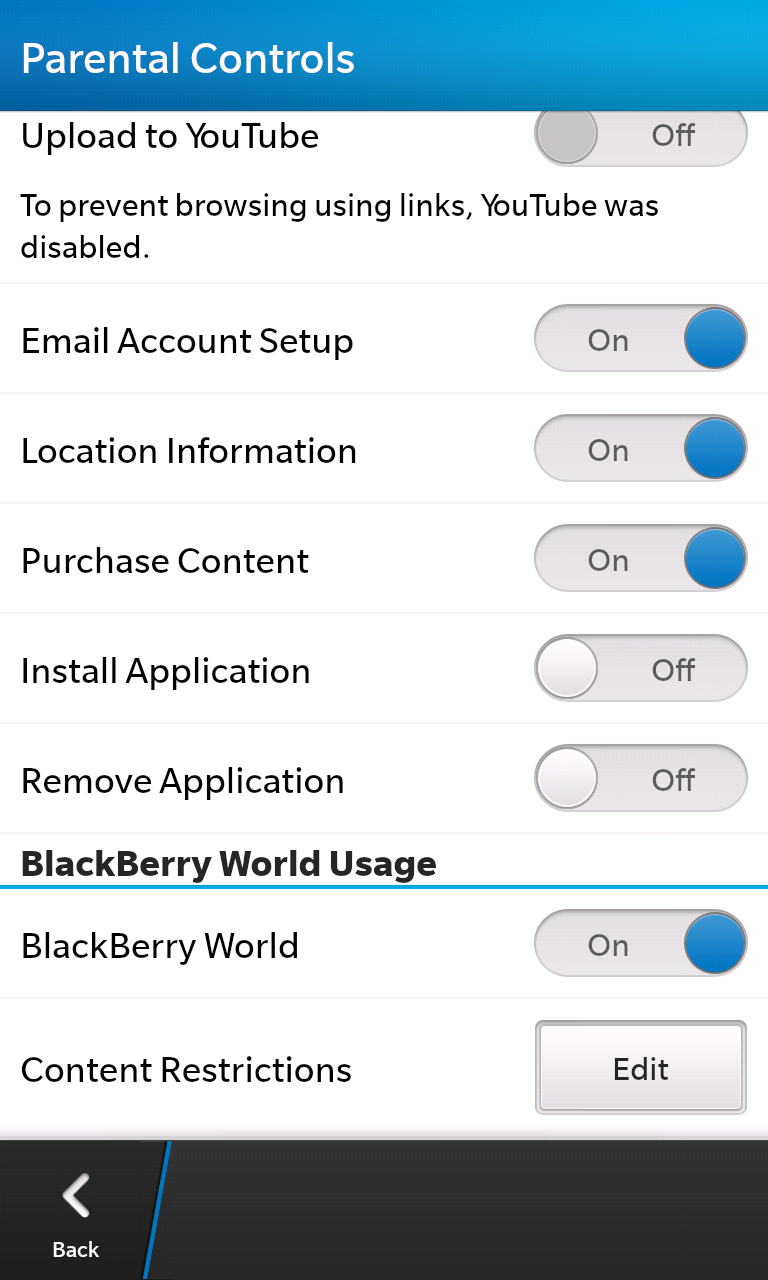 Parental Controls
Upload to YouTube Off
To prevent browsing using links, YouTube was
disabled.
Email Account Setup On
Location Information On
Purchase Content On
Install Application Off
Remove Application Off
BlackBerry World Usage
BlackBerry World On
Content Restrictions Edit
Back